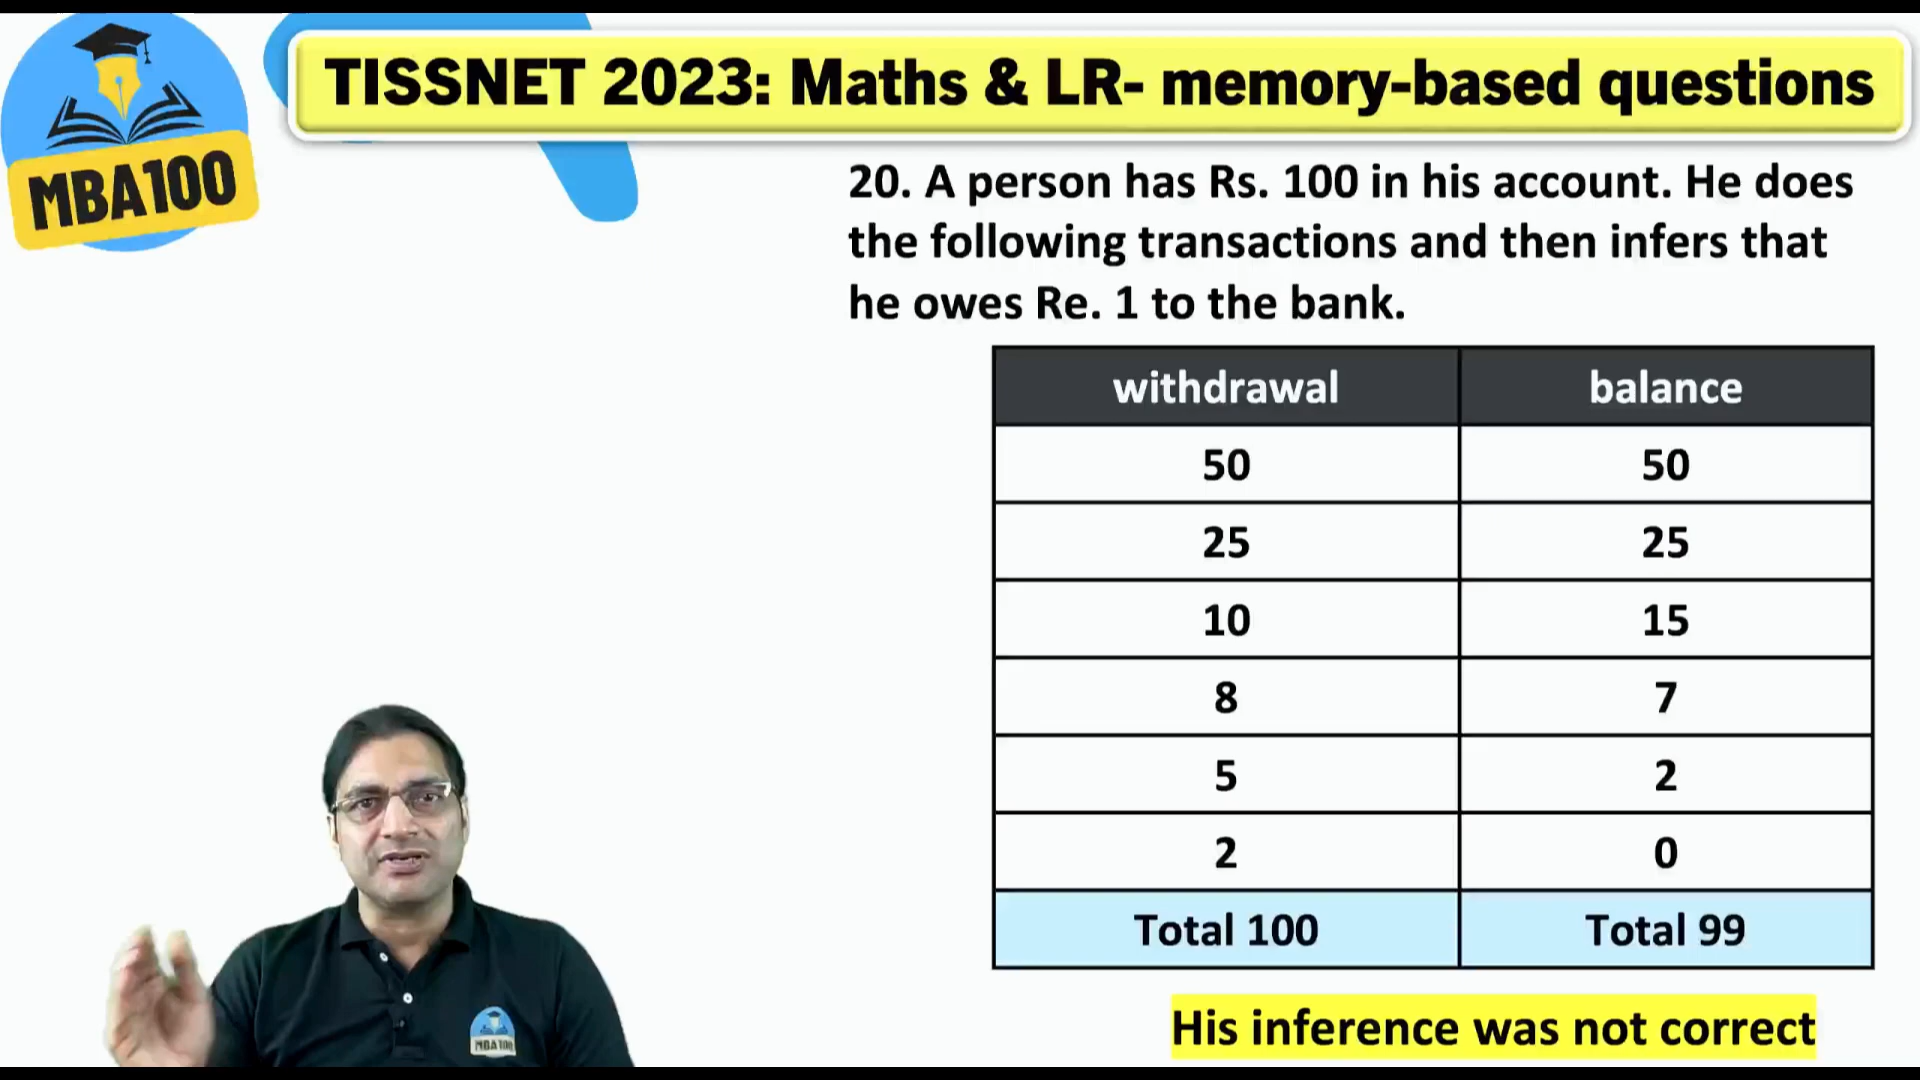 TISSNET 2023: Maths & LR- memory-based questions
MBA100
20. A person has Rs. 100 in his account. He does
the following transactions and then infers that
he owes Re. 1 to the bank.
withdrawal balance
50 50
25 25
10 15
8 7
5 2
2 0
Total 100 Total 99
His inference was not correct
MBA100